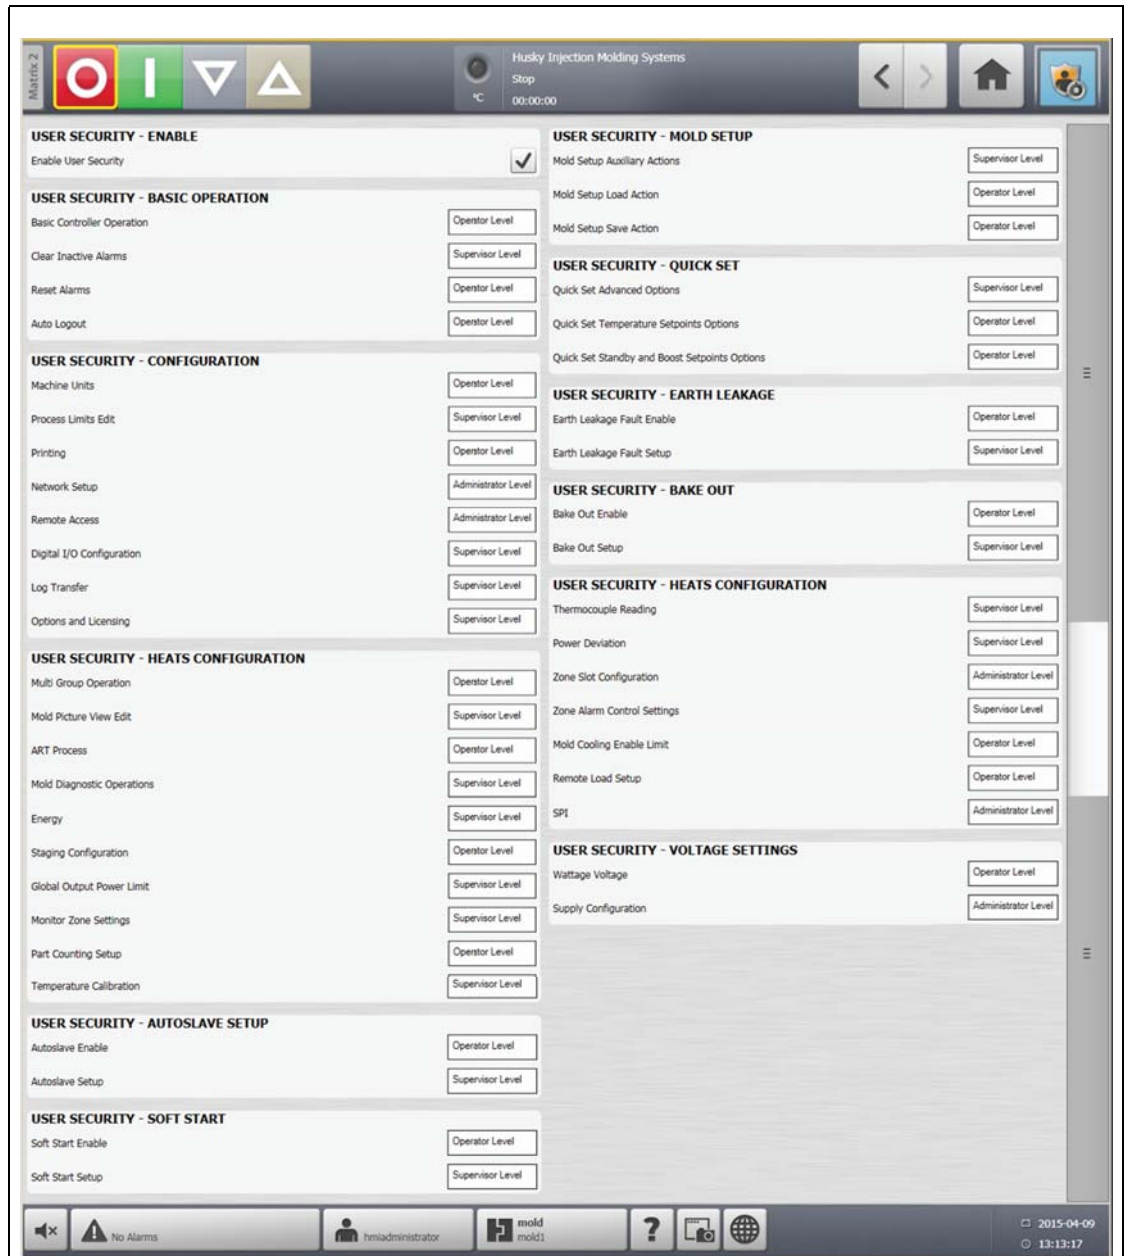 Matrix 2
Husky Injection Molding Systems
Stop
°C
00:00:00
USER SECURITY - ENABLE
Enable User Security
USER SECURITY - BASIC OPERATION
Basic Controller Operation Operator Level
Clear Inactive Alarms Supervisor Level
Reset Alarms Operator Level
Auto Logout Operator Level
USER SECURITY - CONFIGURATION
Machine Units Operator Level
Process Limits Edit Supervisor Level
Printing Operator Level
Network Setup Administrator Level
Remote Access Administrator Level
Digital I/O Configuration Supervisor Level
Log Transfer Supervisor Level
Options and Licensing Supervisor Level
USER SECURITY - HEATS CONFIGURATION
Multi Group Operation Operator Level
Mold Picture View Edit Supervisor Level
ART Process Operator Level
Mold Diagnostic Operations Supervisor Level
Energy Supervisor Level
Staging Configuration Operator Level
Global Output Power Limit Supervisor Level
Monitor Zone Settings Supervisor Level
Part Counting Setup Operator Level
Temperature Calibration Supervisor Level
USER SECURITY - AUTOSLAVE SETUP
Autoslave Enable Operator Level
Autoslave Setup Supervisor Level
USER SECURITY - SOFT START
Soft Start Enable Operator Level
Soft Start Setup Supervisor Level
USER SECURITY - MOLD SETUP
Mold Setup Auxiliary Actions Supervisor Level
Mold Setup Load Action Operator Level
Mold Setup Save Action Operator Level
USER SECURITY - QUICK SET
Quick Set Advanced Options Supervisor Level
Quick Set Temperature Setpoints Options Operator Level
Quick Set Standby and Boost Setpoints Options Operator Level
USER SECURITY - EARTH LEAKAGE
Earth Leakage Fault Enable Operator Level
Earth Leakage Fault Setup Supervisor Level
USER SECURITY - BAKE OUT
Bake Out Enable Operator Level
Bake Out Setup Supervisor Level
USER SECURITY - HEATS CONFIGURATION
Thermocouple Reading Supervisor Level
Power Deviation Supervisor Level
Zone Slot Configuration Administrator Level
Zone Alarm Control Settings Supervisor Level
Mold Cooling Enable Limit Operator Level
Remote Load Setup Operator Level
SPI Administrator Level
USER SECURITY - VOLTAGE SETTINGS
Wattage Voltage Operator Level
Supply Configuration Administrator Level
No Alarms
hmiadministrator
mold
mold1
?
2015-04-09
13:13:17